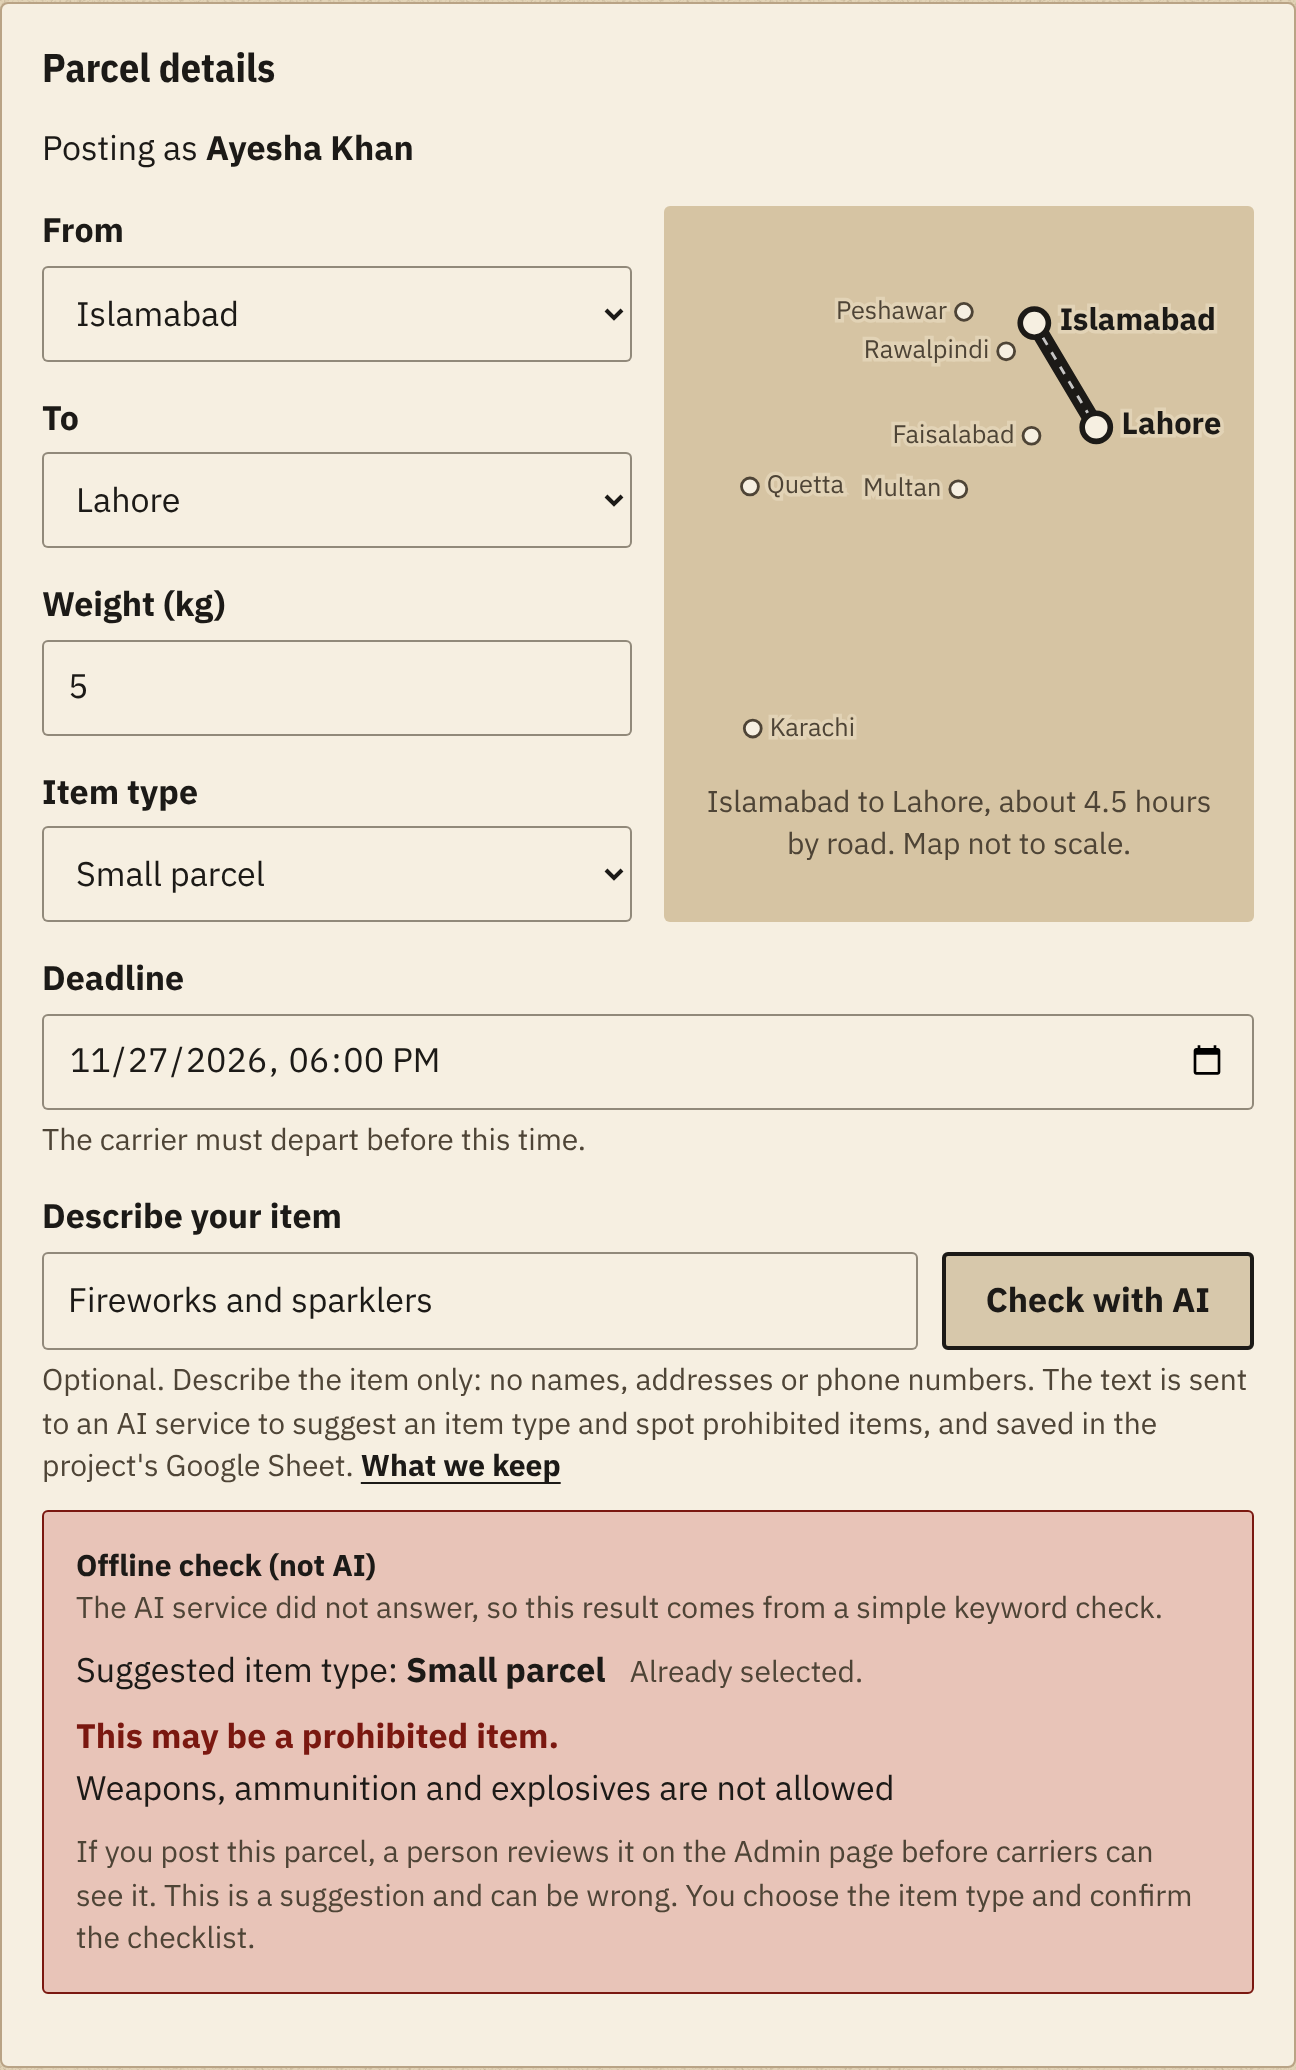 Parcel details
Posting as Ayesha Khan
From
Islamabad
To
Lahore
Weight (kg)
5
Item type
Small parcel
Peshawar
Islamabad
Rawalpindi
Lahore
Faisalabad
Quetta
Multan
Karachi
Islamabad to Lahore, about 4.5 hours
by road. Map not to scale.
Deadline
11/27/2026, 06:00 PM
The carrier must depart before this time.
Describe your item
Fireworks and sparklers
Check with AI
Optional. Describe the item only: no names, addresses or phone numbers. The text is sent
to an AI service to suggest an item type and spot prohibited items, and saved in the
project's Google Sheet. What we keep
Offline check (not AI)
The AI service did not answer, so this result comes from a simple keyword check.
Suggested item type: Small parcel Already selected.
This may be a prohibited item.
Weapons, ammunition and explosives are not allowed
If you post this parcel, a person reviews it on the Admin page before carriers can
see it. This is a suggestion and can be wrong. You choose the item type and confirm
the checklist.